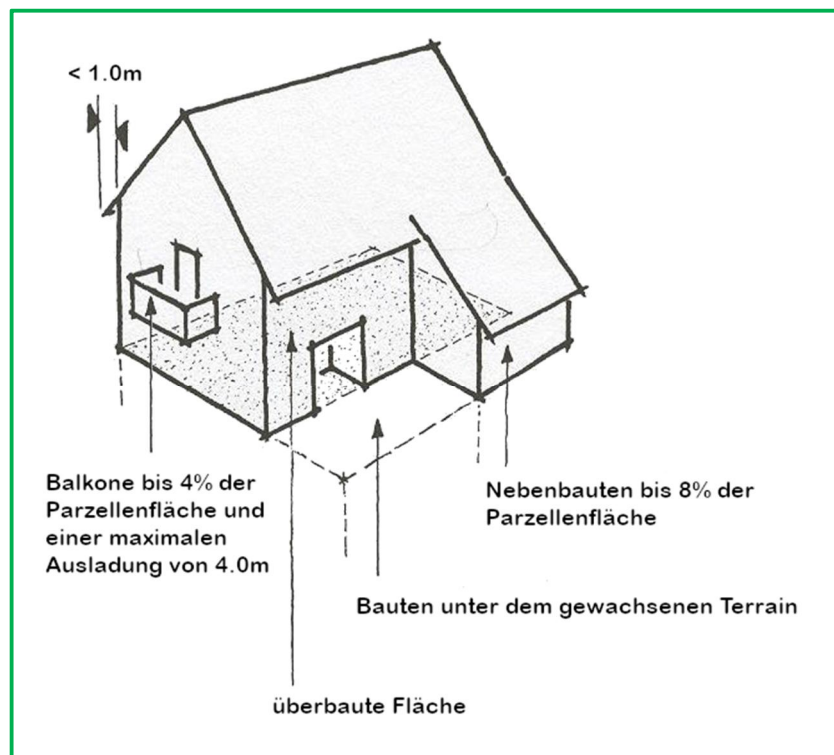 < 1.0m
Balkone bis 4% der
Parzellenfläche und
einer maximalen
Ausladung von 4.0m
Nebenbauten bis 8% der
Parzellenfläche
Bauten unter dem gewachsenen Terrain
überbaute Fläche